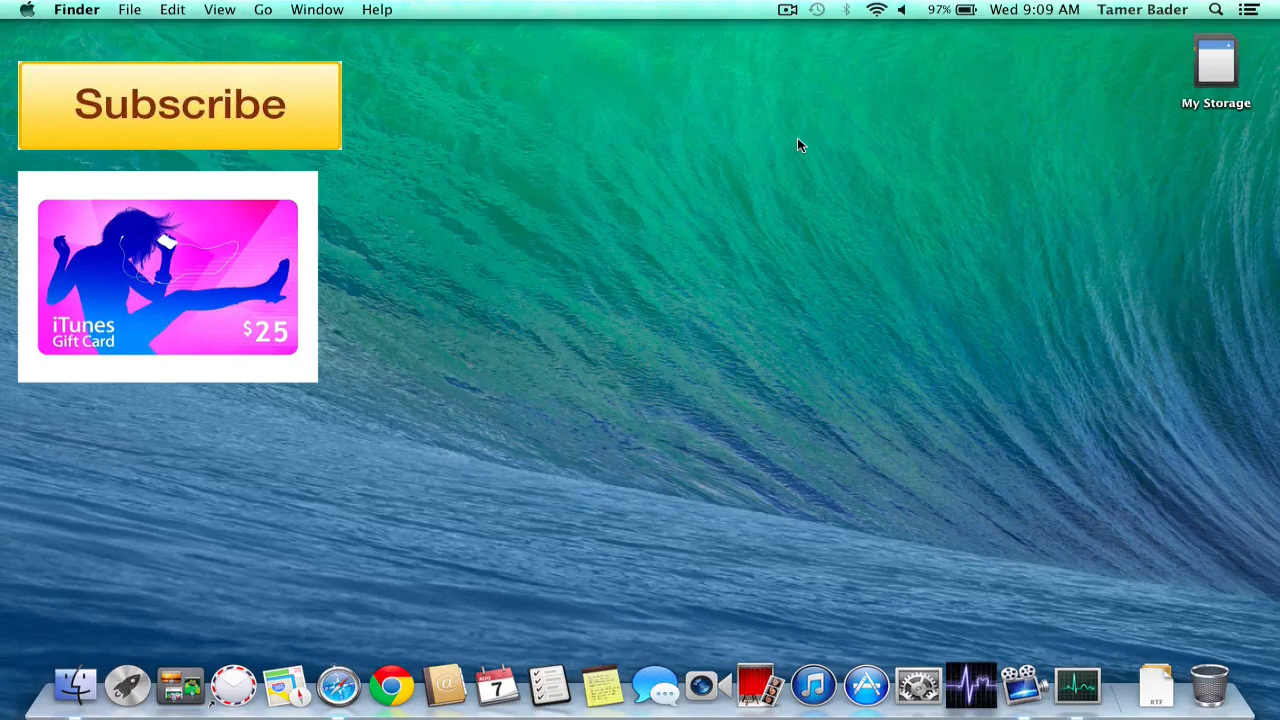 Finder File Edit View Go Window Help 97% Wed 9:09 AM Tamer Bader
Subscribe
My Storage
iTunes
Gift Card
$25
7
RTF